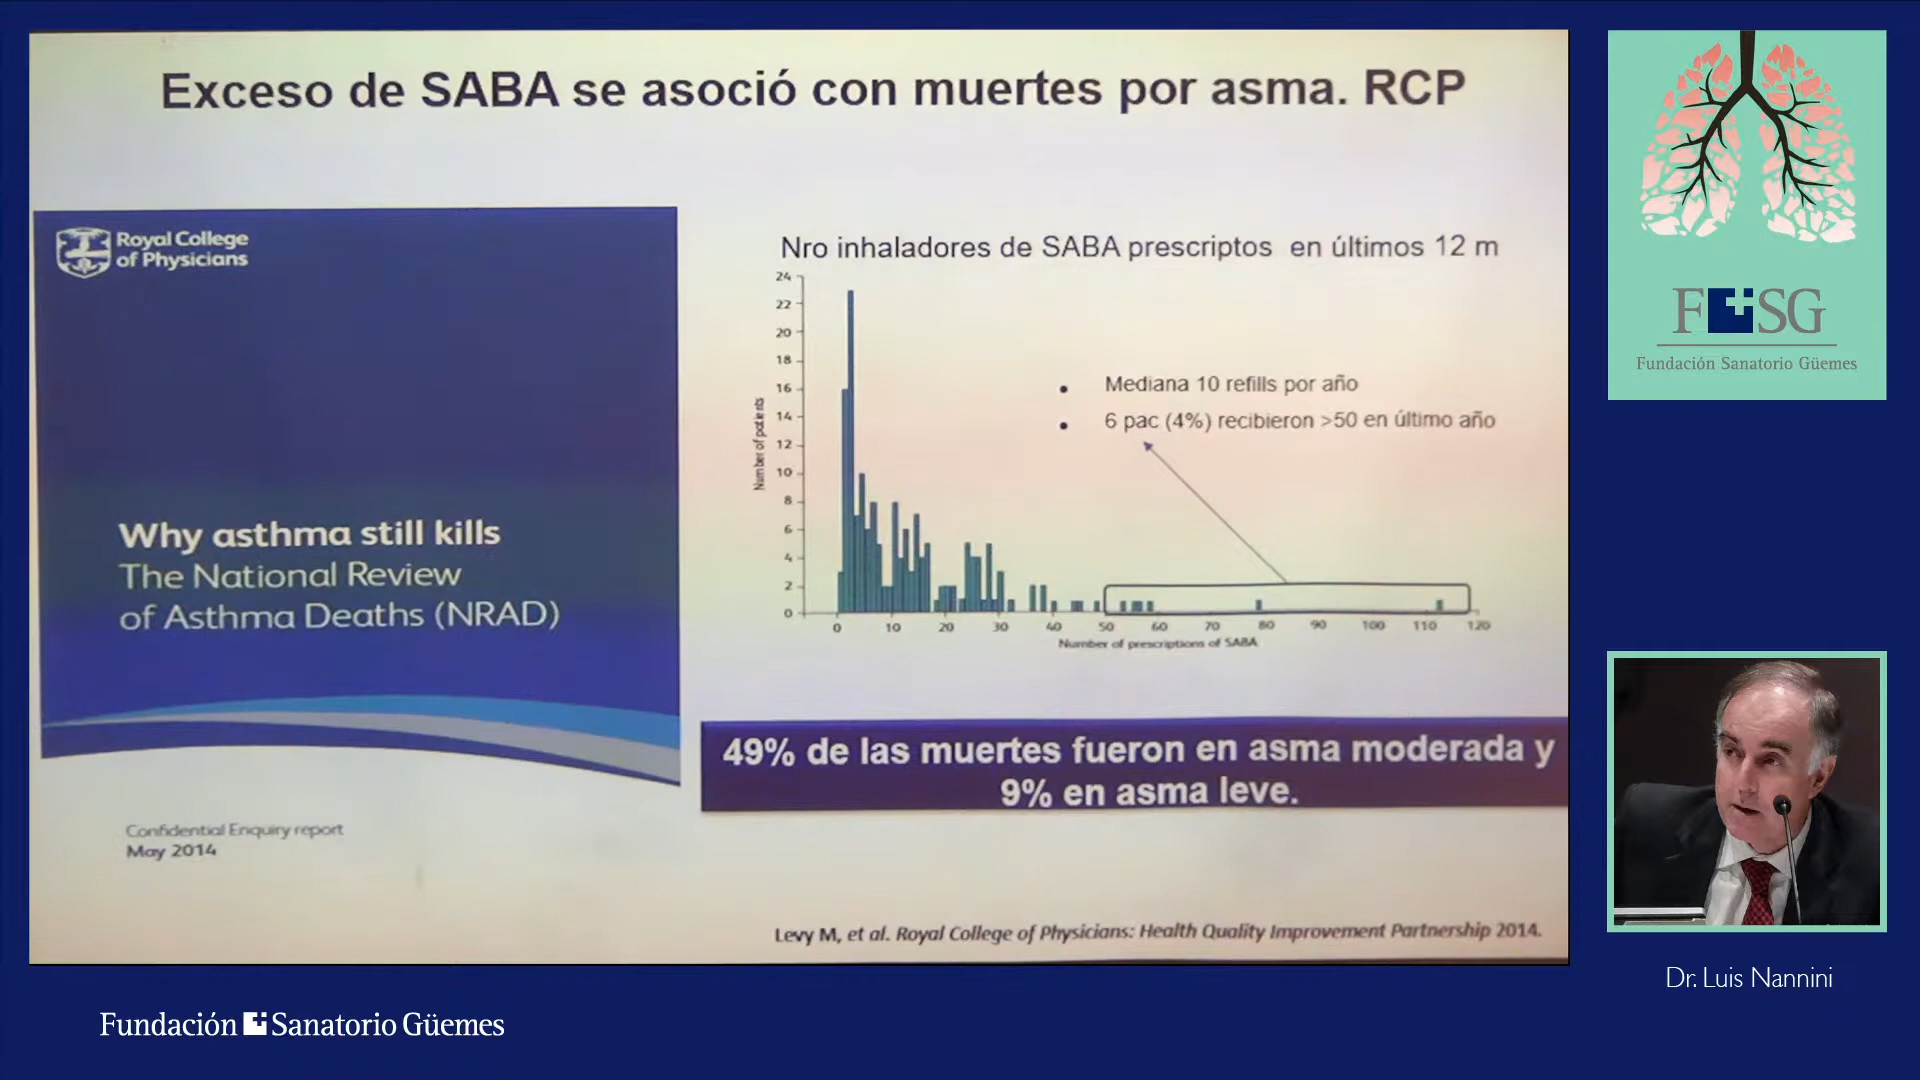 Exceso de SABA se asoció con muertes por asma. RCP
Royal College
of Physicians
Why asthma still kills
The National Review
of Asthma Deaths (NRAD)
Confidential Enquiry report
May 2014
Nro inhaladores de SABA prescriptos en últimos 12 m
Number of patients
24
22
20
18
16
14
12
10
8
6
4
2
0
0 10 20 30 40 50 60 70 80 90 100 110 120
Number of prescriptions of SABA
• Mediana 10 refills por año
• 6 pac (4%) recibieron >50 en último año
49% de las muertes fueron en asma moderada y
9% en asma leve.
Levy M, et al. Royal College of Physicians: Health Quality Improvement Partnership 2014.
F SG
Fundación Sanatorio Güemes
Dr. Luis Nannini
Fundación Sanatorio Güemes